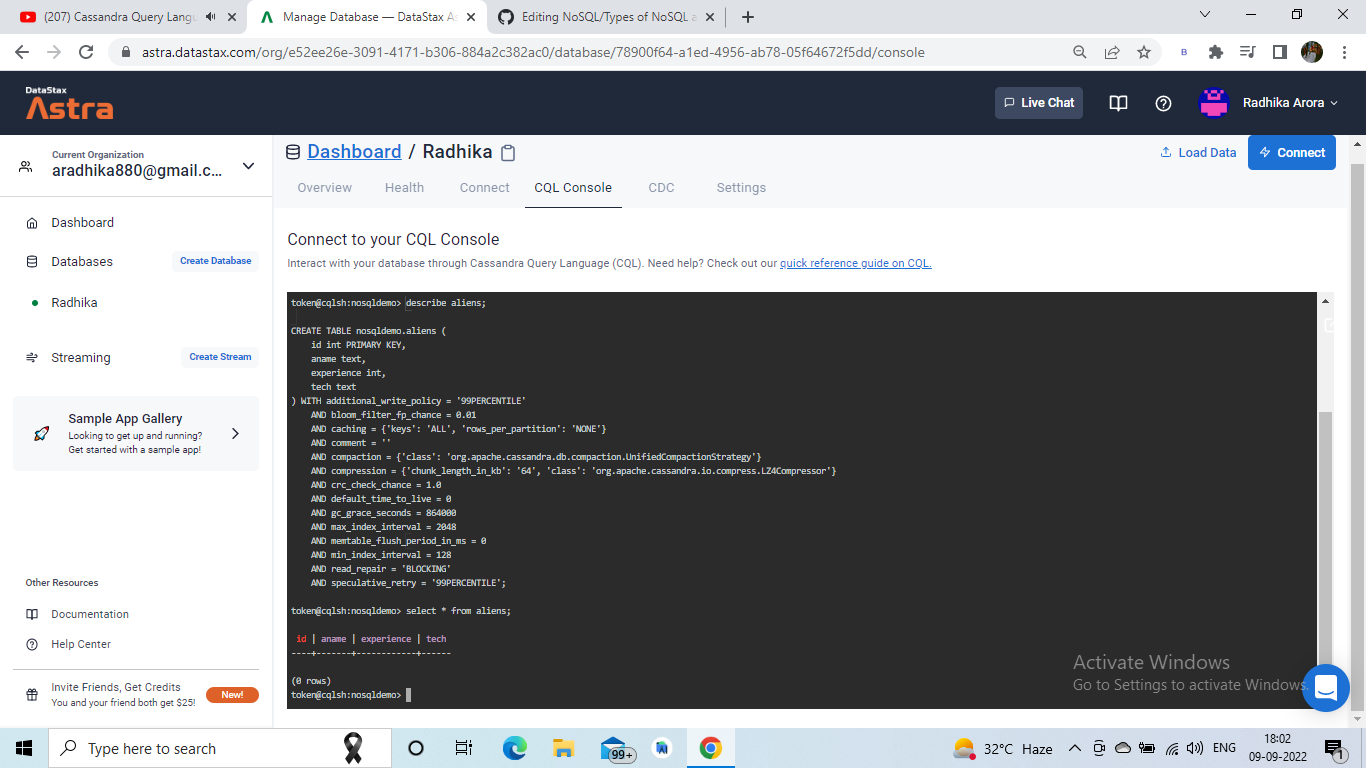 (207) Cassandra Query Langu
Manage Database — DataStax As
Editing NoSQL/Types of NoSQL a
astra.datastax.com/org/e52ee26e-3091-4171-b306-884a2c382ac0/database/78900f64-a1ed-4956-ab78-05f64672f5dd/console
B
DataStax
Astra
Live Chat
Radhika Arora
Current Organization
aradhika880@gmail.c...
Dashboard / Radhika
Load Data
Connect
Overview Health Connect CQL Console CDC Settings
Dashboard
Databases
Create Database
Radhika
Streaming
Create Stream
Sample App Gallery
Looking to get up and running?
Get started with a sample app!
Other Resources
Documentation
Help Center
Invite Friends, Get Credits
You and your friend both get $25!
New!
Connect to your CQL Console
Interact with your database through Cassandra Query Language (CQL). Need help? Check out our quick reference guide on CQL.
token@cqlsh:nosqldemo> describe aliens;
CREATE TABLE nosqldemo.aliens (
id int PRIMARY KEY,
aname text,
experience int,
tech text
) WITH additional_write_policy = '99PERCENTILE'
AND bloom_filter_fp_chance = 0.01
AND caching = {'keys': 'ALL', 'rows_per_partition': 'NONE'}
AND comment = ''
AND compaction = {'class': 'org.apache.cassandra.db.compaction.UnifiedCompactionStrategy'}
AND compression = {'chunk_length_in_kb': '64', 'class': 'org.apache.cassandra.io.compress.LZ4Compressor'}
AND crc_check_chance = 1.0
AND default_time_to_live = 0
AND gc_grace_seconds = 864000
AND max_index_interval = 2048
AND memtable_flush_period_in_ms = 0
AND min_index_interval = 128
AND read_repair = 'BLOCKING'
AND speculative_retry = '99PERCENTILE';
token@cqlsh:nosqldemo> select * from aliens;
id | aname | experience | tech
----+-------+------------+------
(0 rows)
token@cqlsh:nosqldemo>
Activate Windows
Go to Settings to activate Windows.
Type here to search
99+
32°C Haze
ENG
18:02
09-09-2022
1